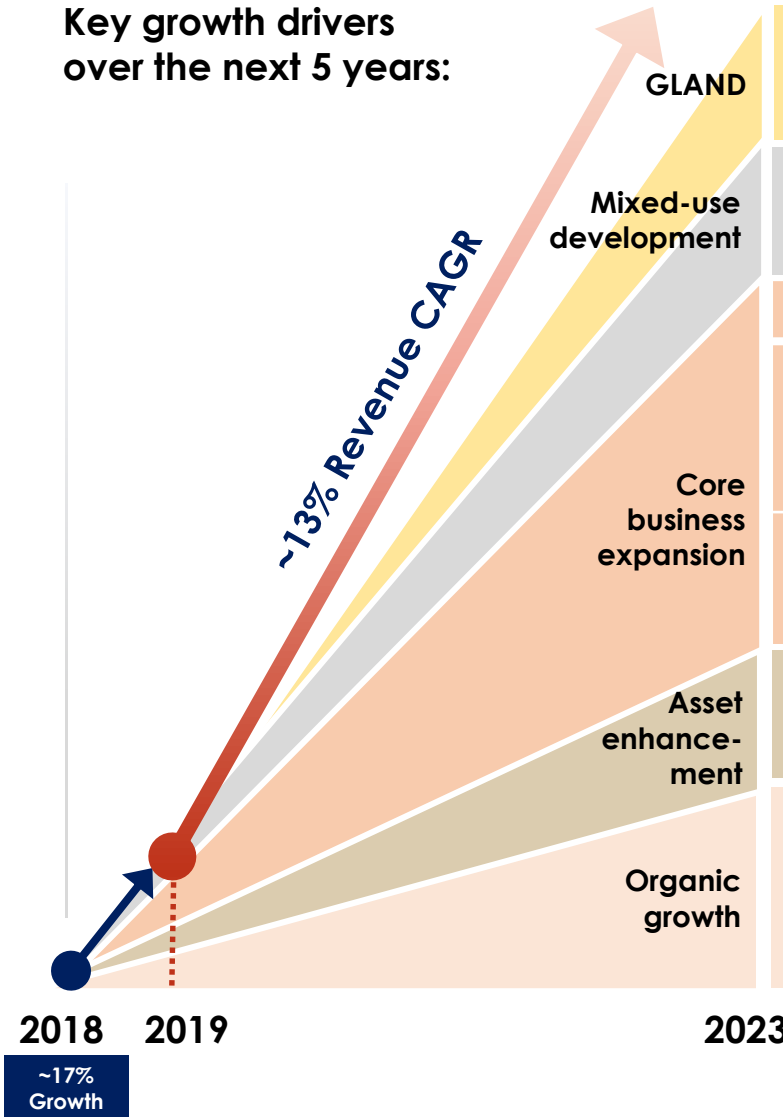 Key growth drivers
over the next 5 years:
GLAND
Mixed-use
development
~13% Revenue CAGR
Core
business
expansion
Asset
enhance-
ment
Organic
growth
2018
2019
2023
~17%
Growth